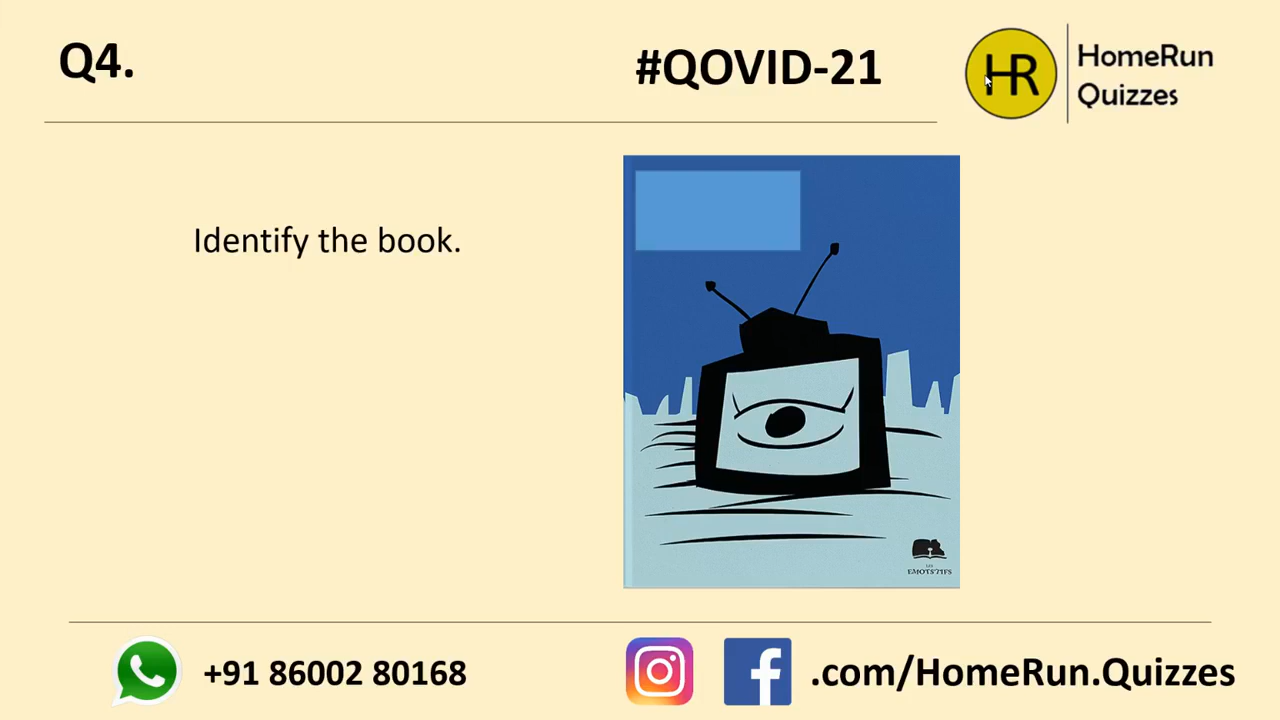 Q4.
#QOVID-21
HR
HomeRun
Quizzes
Identify the book.
+91 86002 80168
.com/HomeRun.Quizzes